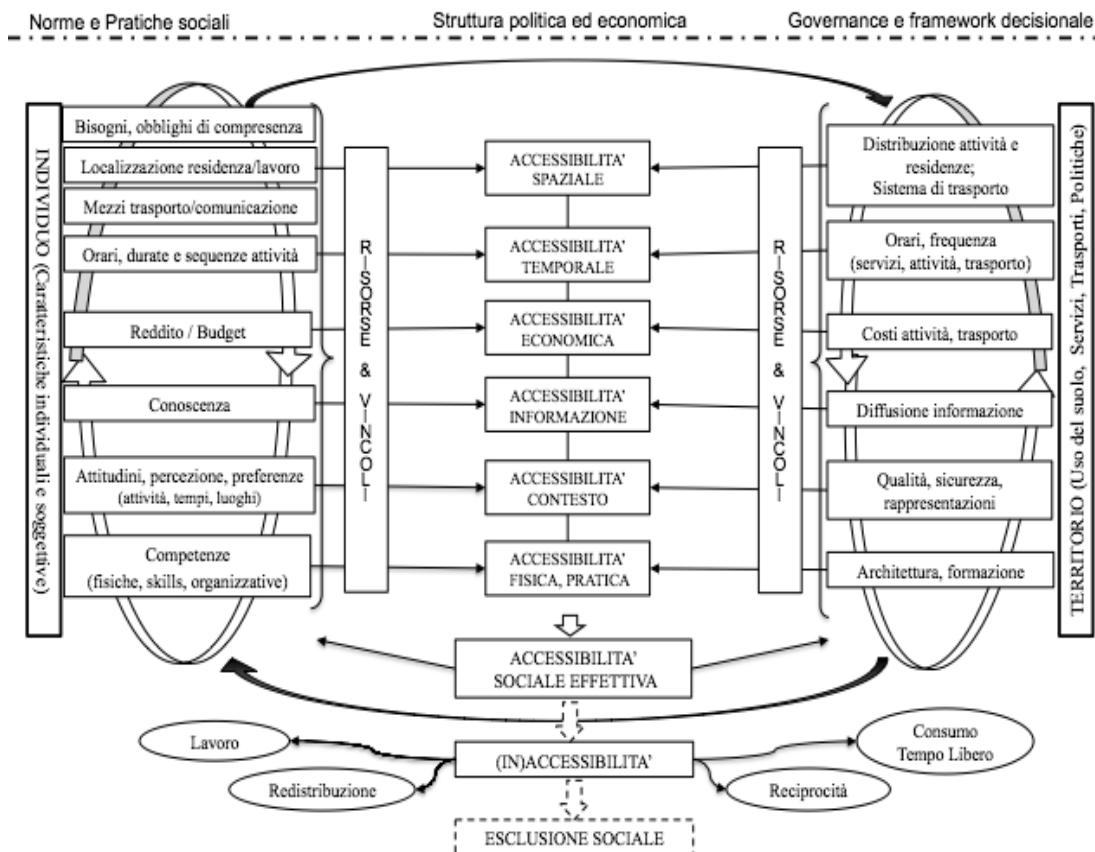 Norme e Pratiche sociali
Struttura politica ed economica
Governance e framework decisionale
INDIVIDUO (Caratteristiche individuali e soggettive)
Bisogni, obblighi di compresenza
Localizzazione residenza/lavoro
Mezzi trasporto/comunicazione
Orari, durate e sequenze attività
Reddito / Budget
Conoscenza
Attitudini, percezione, preferenze
(attività, tempi, luoghi)
Competenze
(fisiche, skills, organizzative)
RISORSE & VINCOLI
ACCESSIBILITA'
SPAZIALE
ACCESSIBILITA'
TEMPORALE
ACCESSIBILITA'
ECONOMICA
ACCESSIBILITA'
INFORMAZIONE
ACCESSIBILITA'
CONTESTO
ACCESSIBILITA'
FISICA, PRATICA
RISORSE & VINCOLI
Distribuzione attività e
residenze;
Sistema di trasporto
Orari, frequenza
(servizi, attività, trasporto)
Costi attività, trasporto
Diffusione informazione
Qualità, sicurezza,
rappresentazioni
Architettura, formazione
TERRITORIO (Uso del suolo, Servizi, Trasporti, Politiche)
ACCESSIBILITA'
SOCIALE EFFETTIVA
Lavoro
Redistribuzione
(IN)ACCESSIBILITA'
Consumo
Tempo Libero
Reciprocità
ESCLUSIONE SOCIALE